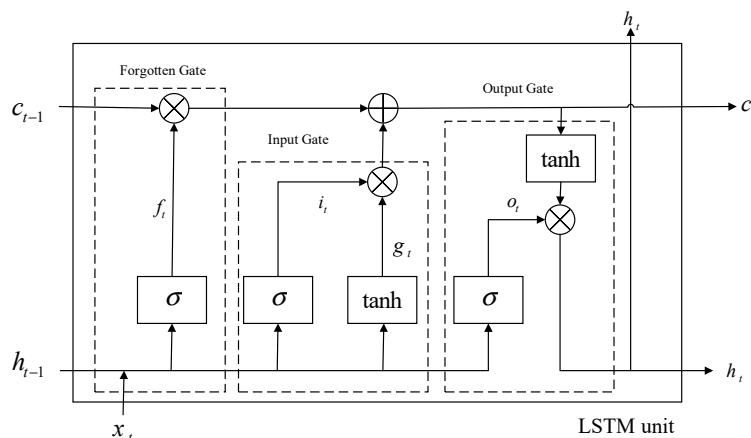 h_t
Forgotten Gate
c_{t-1}
Output Gate
c
Input Gate
tanh
f_t
i_t
o_t
g_t
σ
σ
tanh
σ
h_{t-1}
h_t
x_t
LSTM unit